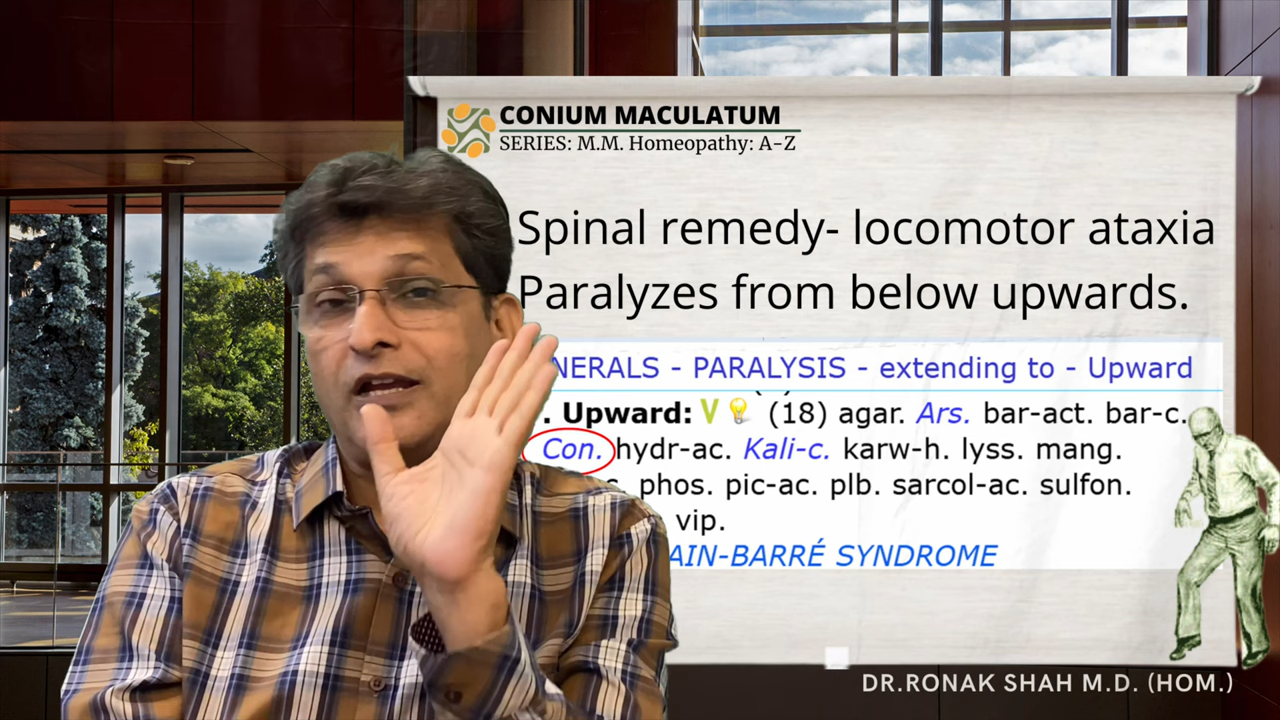 CONIUM MACULATUM
SERIES: M.M. Homeopathy: A-Z
Spinal remedy- locomotor ataxia
Paralyzes from below upwards.
NERALS - PARALYSIS - extending to - Upward
. Upward: (18) agar. Ars. bar-act. bar-c.
Con. hydr-ac. Kali-c. karw-h. lyss. mang.
c. phos. pic-ac. plb. sarcol-ac. sulfon.
vip.
AIN-BARRÉ SYNDROME
DR.RONAK SHAH M.D. (HOM.)